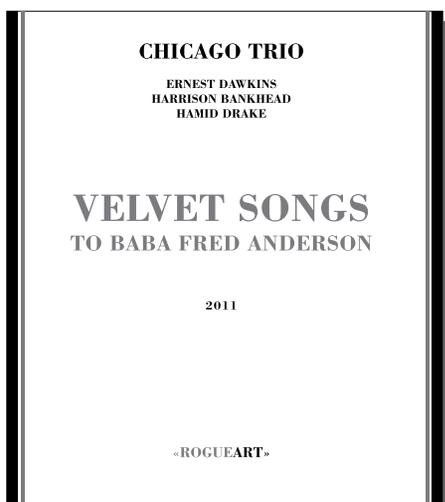 CHICAGO TRIO
ERNEST DAWKINS
HARRISON BANKHEAD
HAMID DRAKE
VELVET SONGS
TO BABA FRED ANDERSON
2011
«ROGUEART»